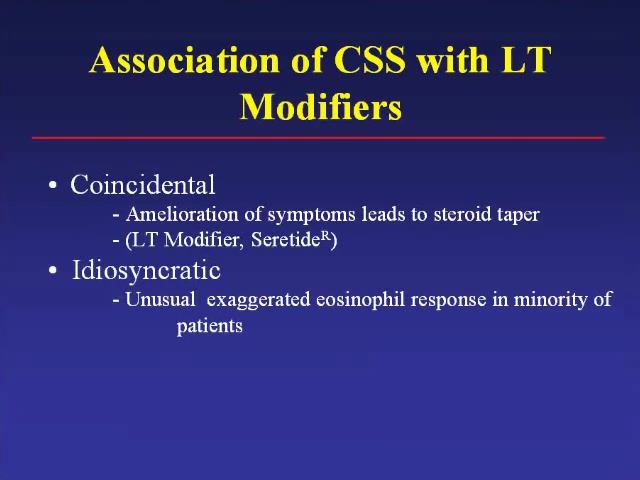 Association of CSS with LT
Modifiers
• Coincidental
- Amelioration of symptoms leads to steroid taper
- (LT Modifier, Seretideᴿ)
• Idiosyncratic
- Unusual exaggerated eosinophil response in minority of
patients